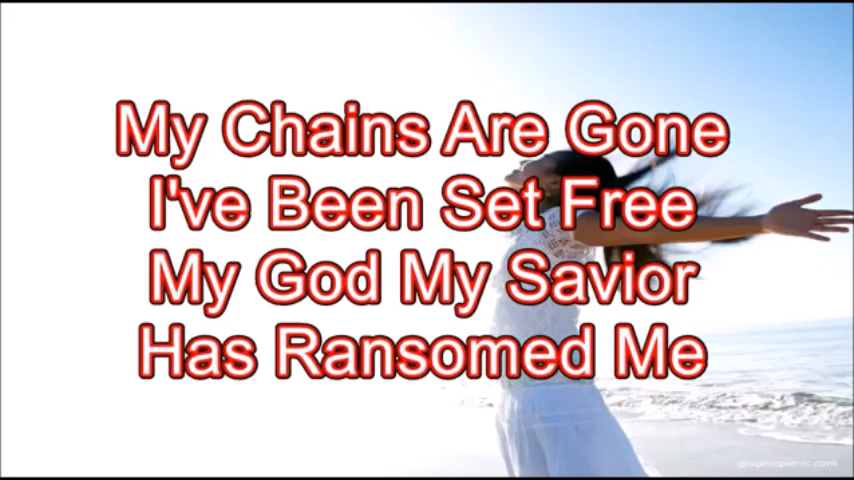 My Chains Are Gone
I've Been Set Free
My God My Savior
Has Ransomed Me